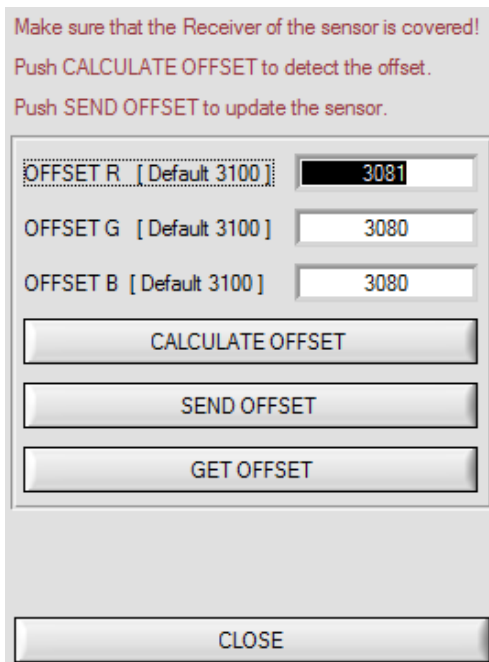 Make sure that the Receiver of the sensor is covered!
Push CALCULATE OFFSET to detect the offset.
Push SEND OFFSET to update the sensor.
OFFSET R [ Default 3100 ] 3081
OFFSET G [ Default 3100 ] 3080
OFFSET B [ Default 3100 ] 3080
CALCULATE OFFSET
SEND OFFSET
GET OFFSET
CLOSE